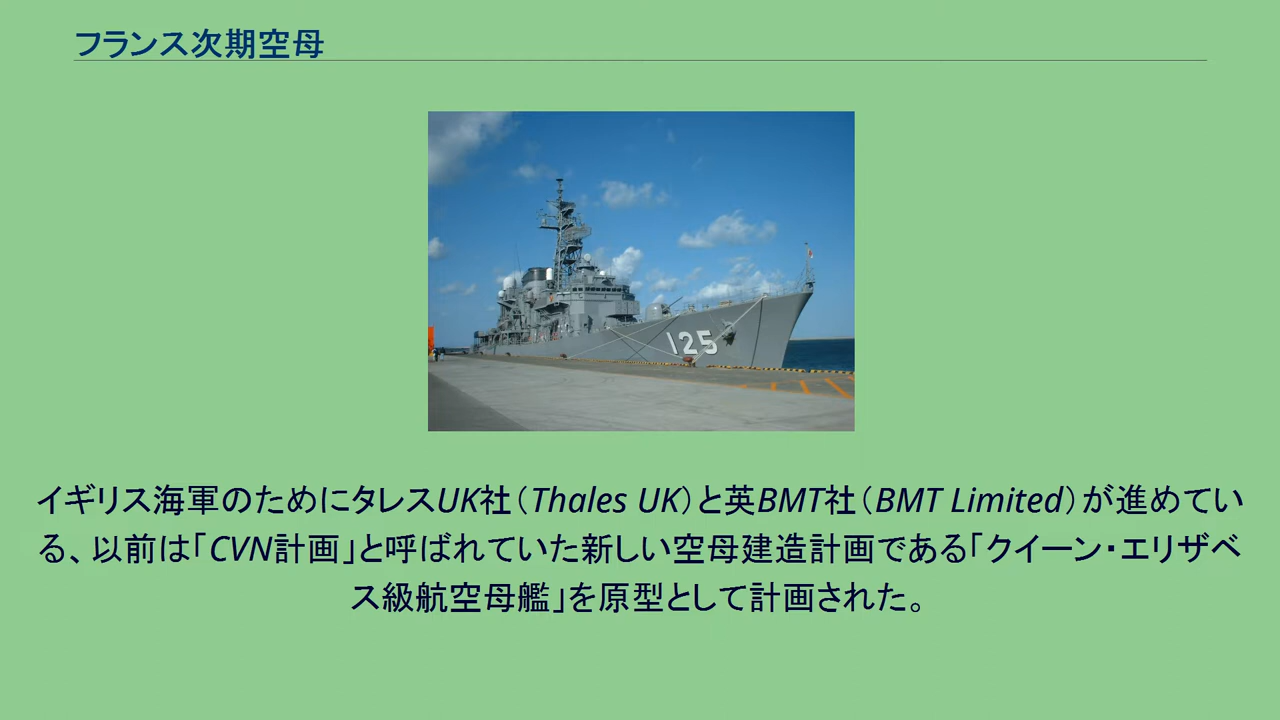 フランス次期空母
125
イギリス海軍のためにタレスUK社（Thales UK）と英BMT社（BMT Limited）が進めてい
る、以前は「CVN計画」と呼ばれていた新しい空母建造計画である「クイーン・エリザベ
ス級航空母艦」を原型として計画された。